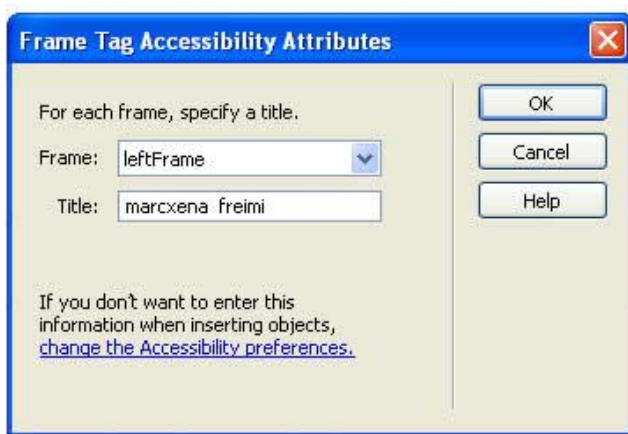 Frame Tag Accessibility Attributes
For each frame, specify a title.
Frame: leftFrame
Title: marcxena freimi
OK
Cancel
Help
If you don't want to enter this
information when inserting objects,
change the Accessibility preferences.